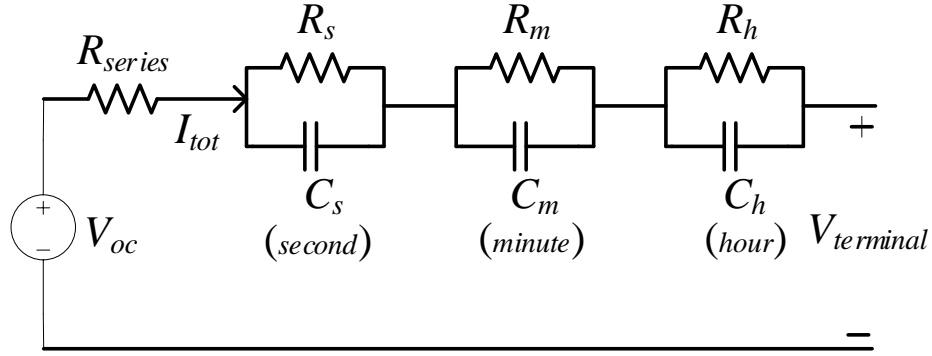 R_s R_m R_h
R_series
I_tot
+
C_s C_m C_h
+
V_oc
(second) (minute) (hour) V_terminal
−
−